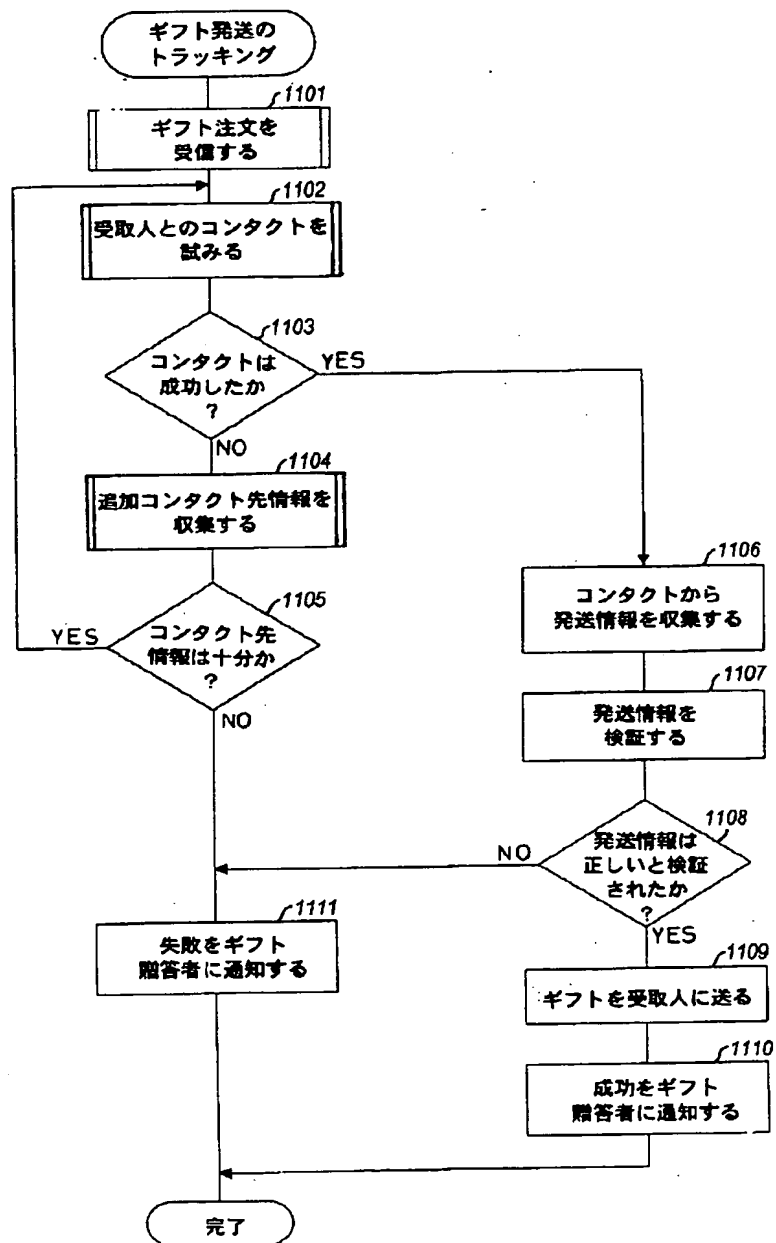 ギフト発送の
トラッキング
1101
ギフト注文を
受信する
1102
受取人とのコンタクトを
試みる
1103
コンタクトは
成功したか
?
YES
NO
1104
追加コンタクト先情報を
収集する
1105
コンタクト先
情報は十分か
?
YES
NO
1106
コンタクトから
発送情報を収集する
1107
発送情報を
検証する
1108
発送情報は
正しいと検証
されたか
?
NO
YES
1109
ギフトを受取人に送る
1110
成功をギフト
贈答者に通知する
1111
失敗をギフト
贈答者に通知する
完了